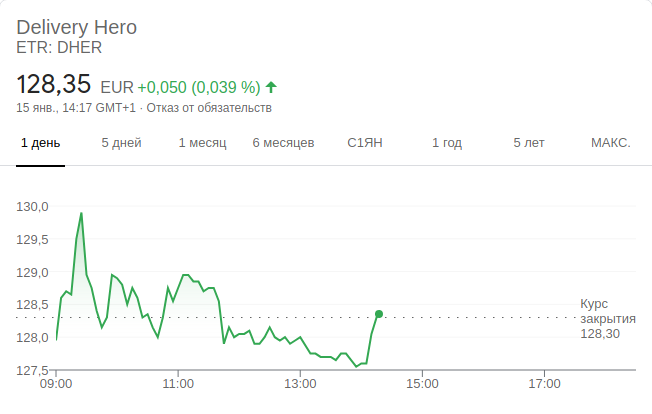 Delivery Hero
ETR: DHER
128,35 EUR +0,050 (0,039 %)
15 янв., 14:17 GMT+1 · Отказ от обязательств
1 день 5 дней 1 месяц 6 месяцев С1ЯН 1 год 5 лет МАКС.
130,0
129,5
129,0
128,5
128,0
127,5
Курс
закрытия
128,30
09:00 11:00 13:00 15:00 17:00